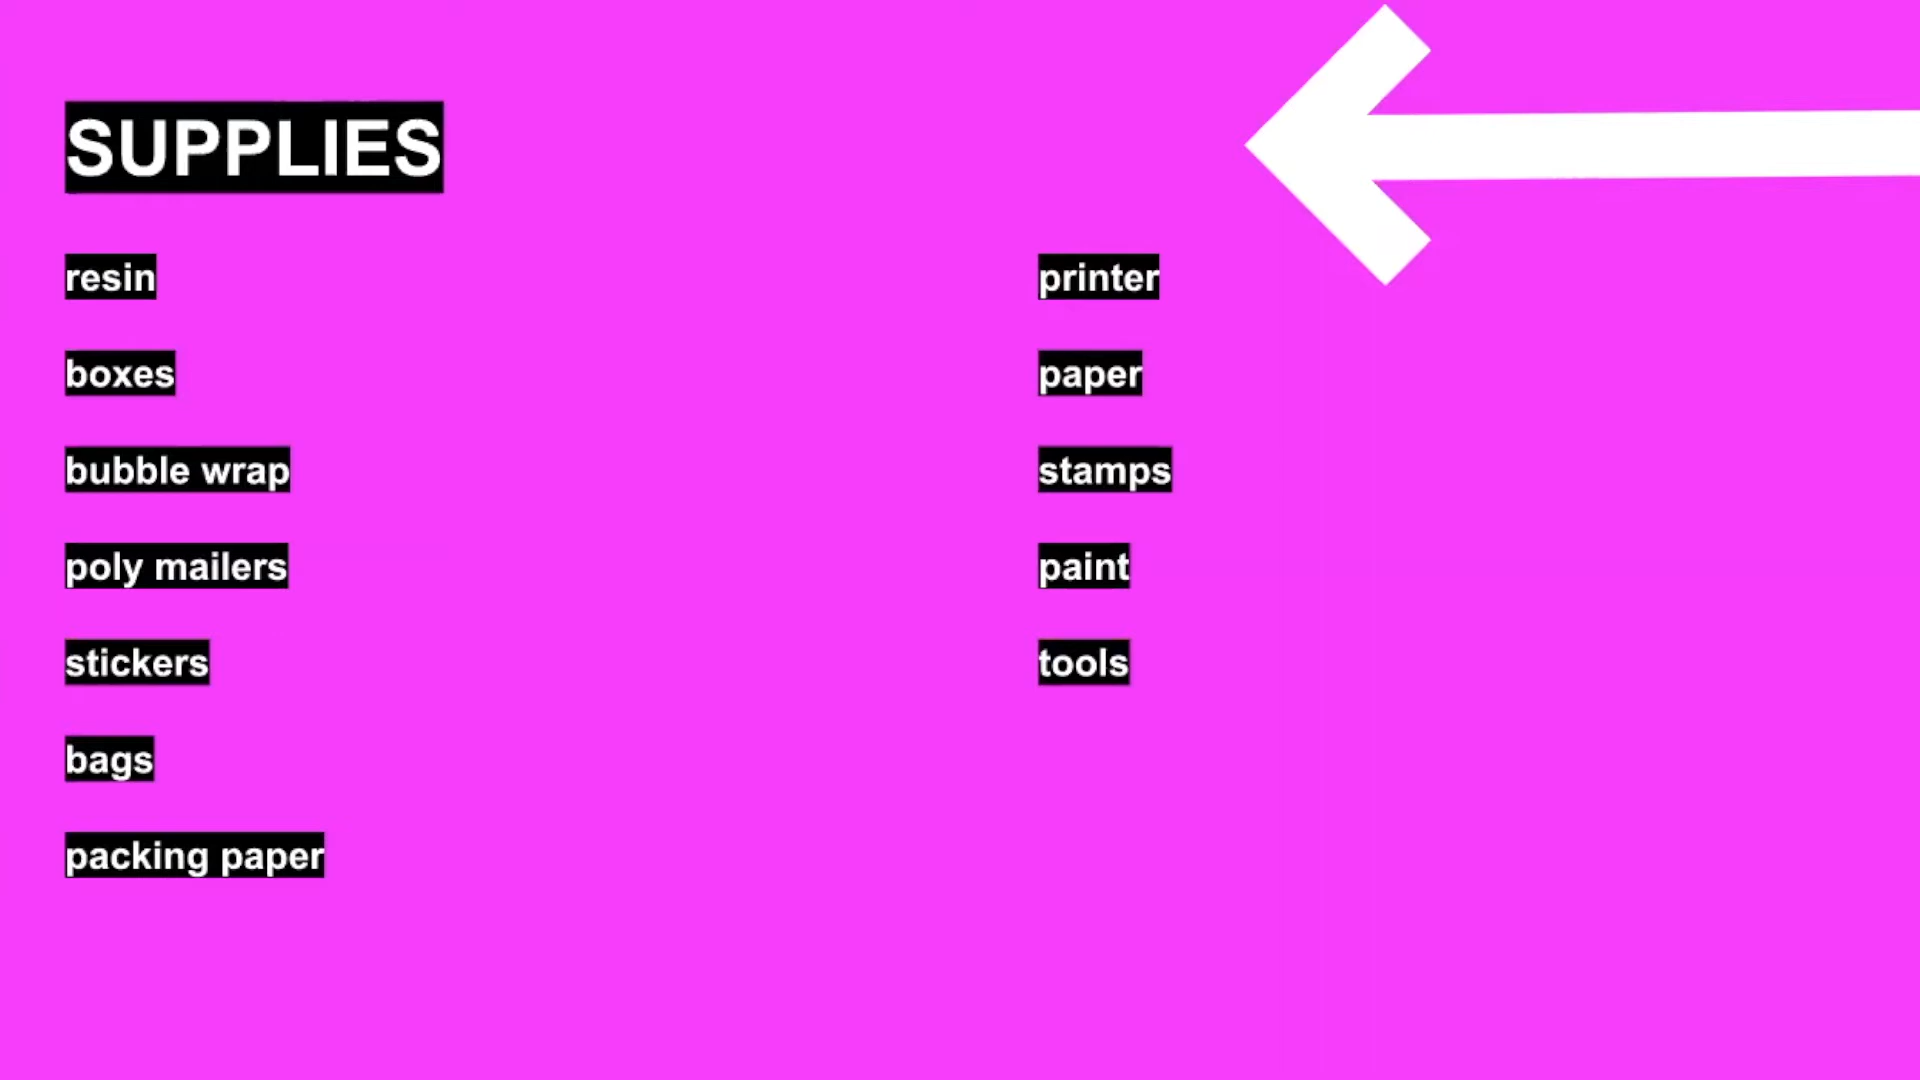 SUPPLIES
resin
boxes
bubble wrap
poly mailers
stickers
bags
packing paper
printer
paper
stamps
paint
tools